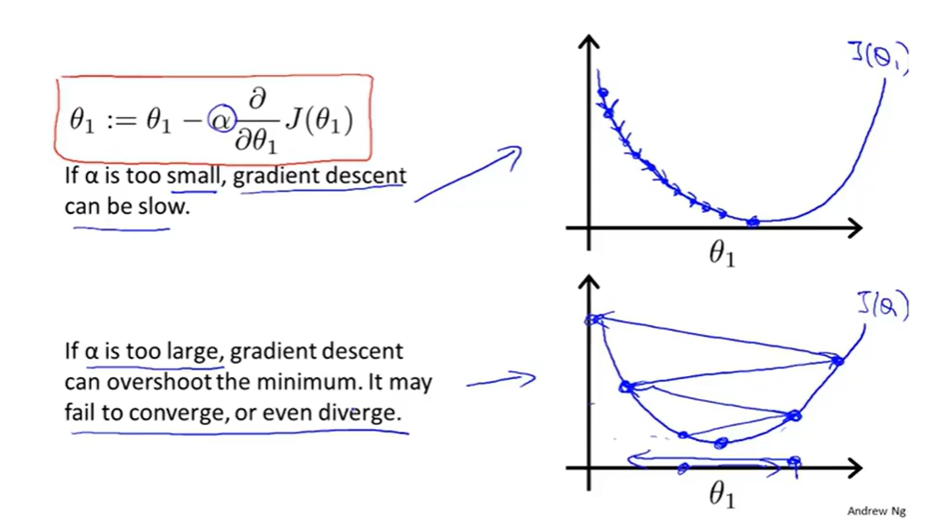 θ₁ := θ₁ − α ∂/∂θ₁ J(θ₁)
If α is too small, gradient descent
can be slow.
J(θ₁)
θ₁
If α is too large, gradient descent
can overshoot the minimum. It may
fail to converge, or even diverge.
θ₁
Andrew Ng